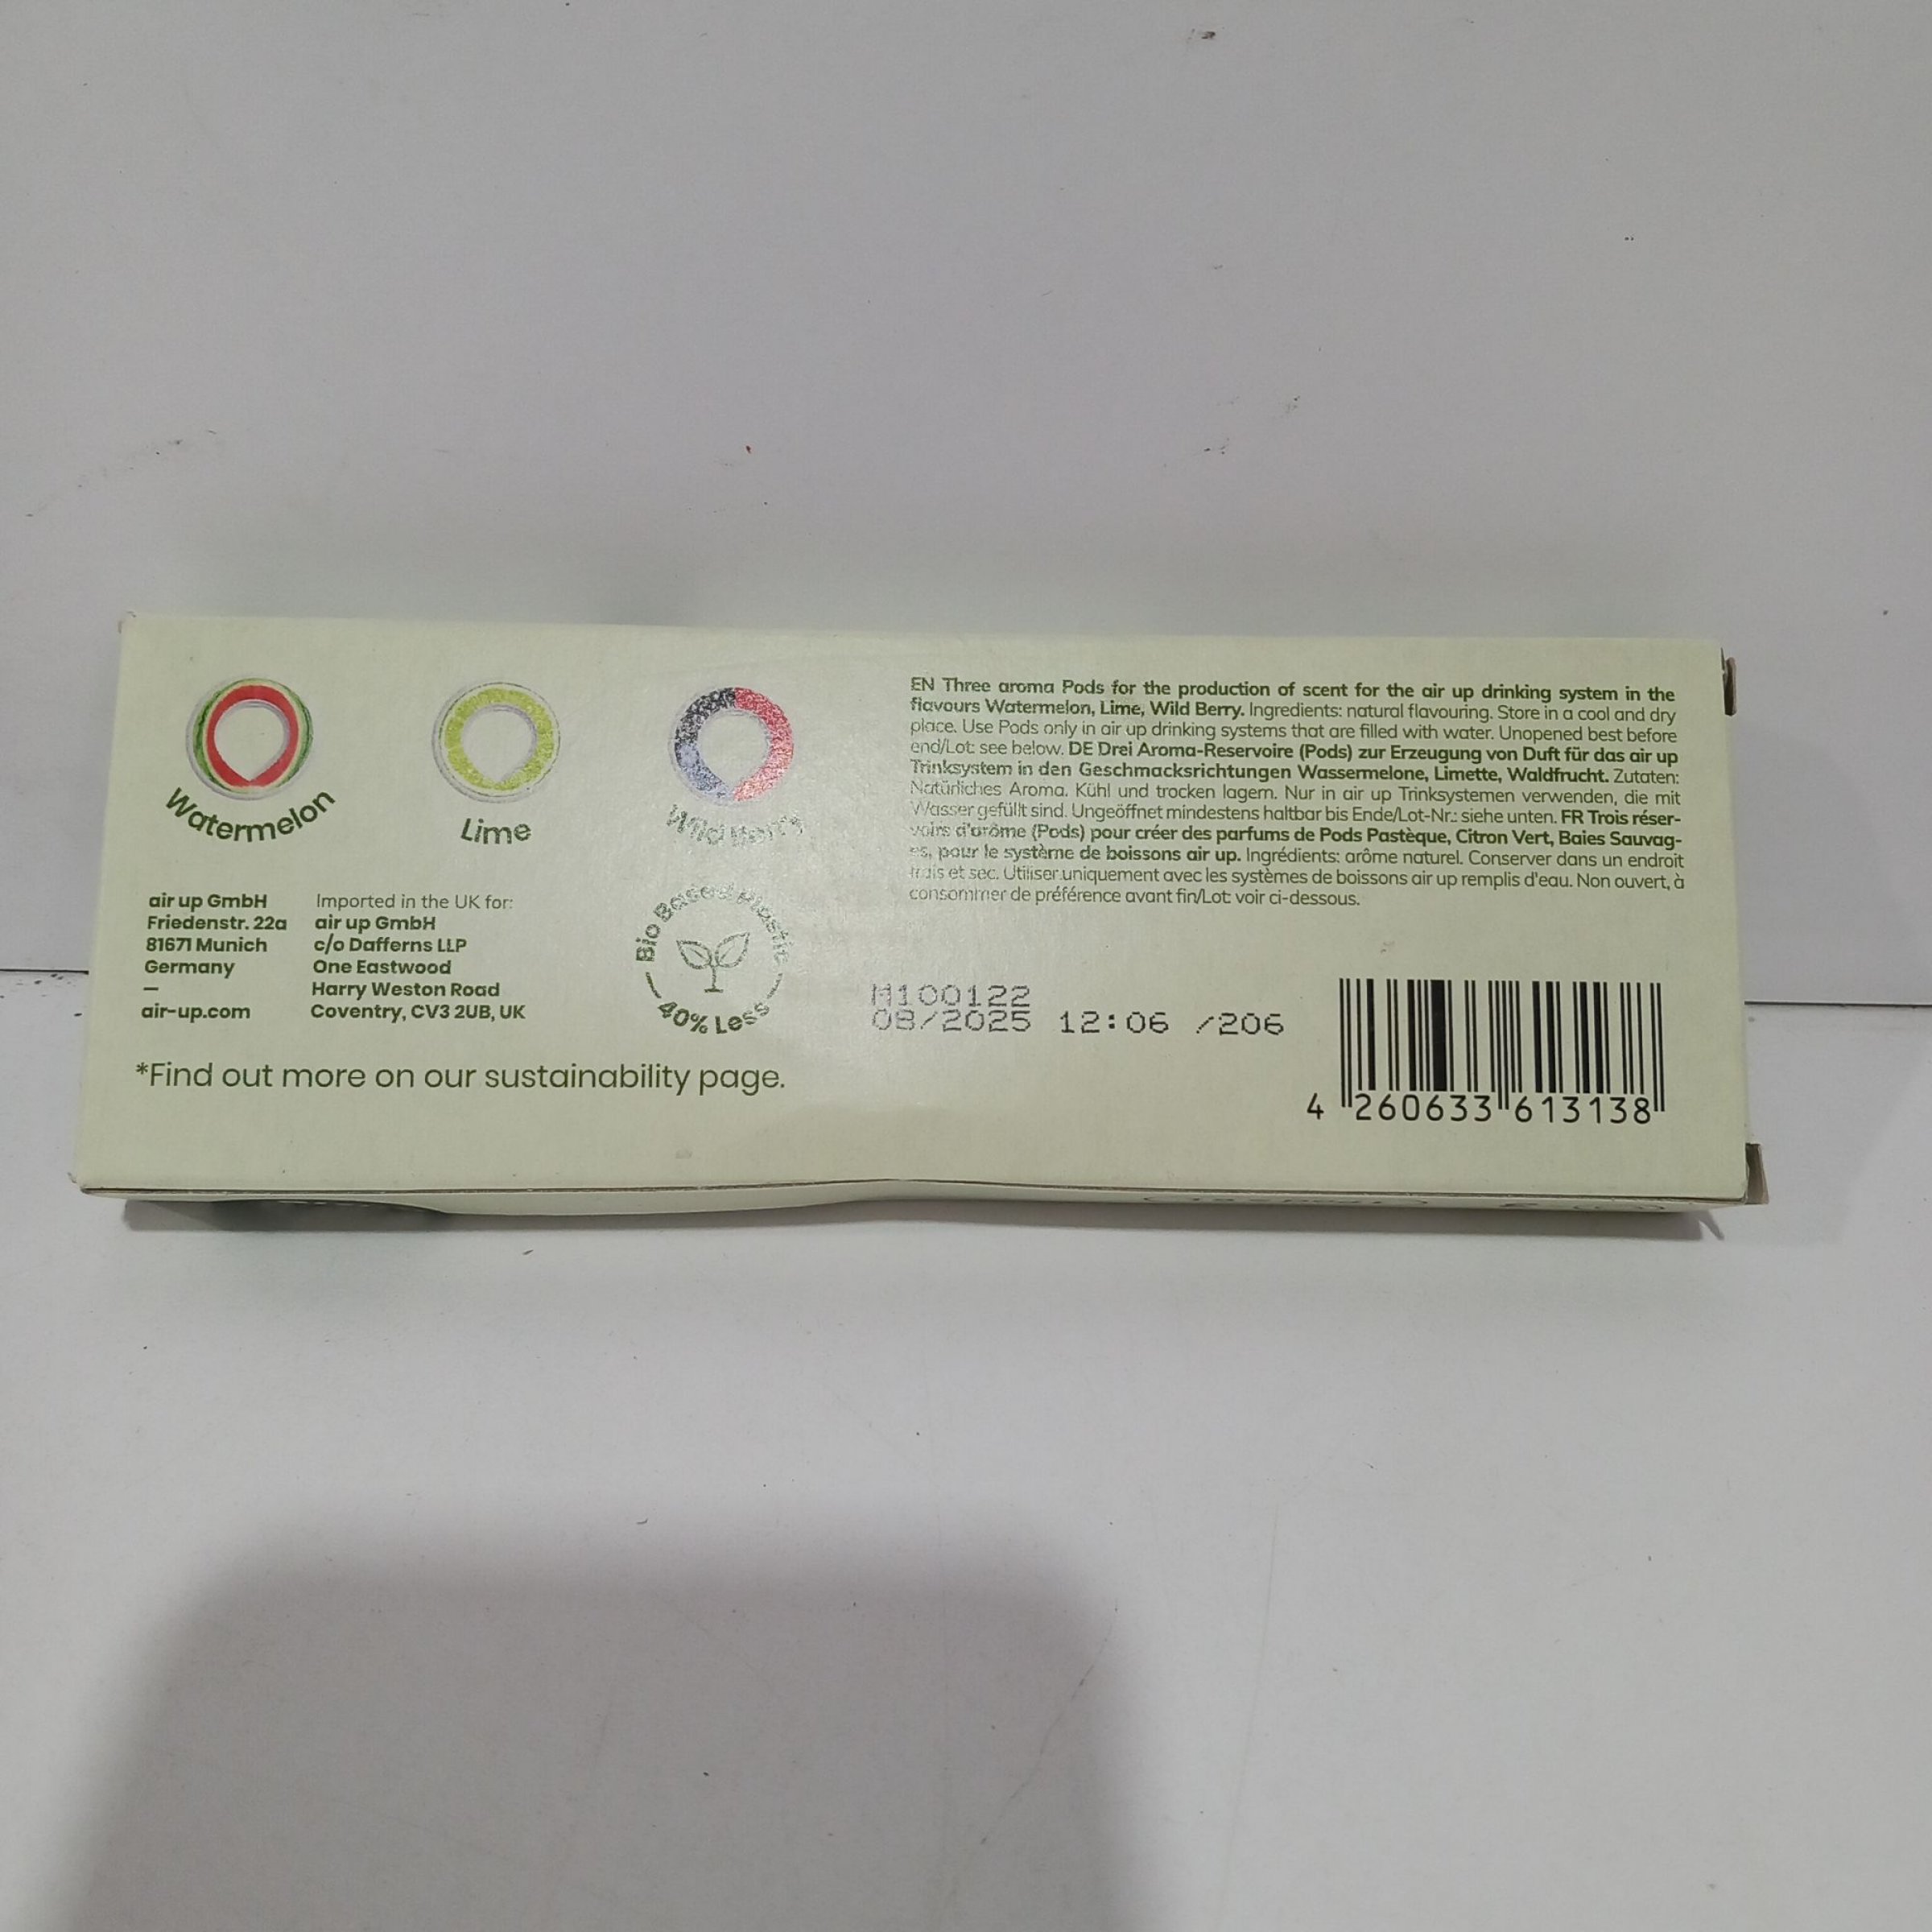 Watermelon
Lime
Wild Berry
EN Three aroma Pods for the production of scent for the air up drinking system in the
flavours Watermelon, Lime, Wild Berry. Ingredients: natural flavouring. Store in a cool and dry
place. Use Pods only in air up drinking systems that are filled with water. Unopened best before
end/Lot: see below. DE Drei Aroma-Reservoire (Pods) zur Erzeugung von Duft für das air up
Trinksystem in den Geschmacksrichtungen Wassermelone, Limette, Waldfrucht. Zutaten:
Natürliches Aroma. Kühl und trocken lagern. Nur in air up Trinksystemen verwenden, die mit
Wasser gefüllt sind. Ungeöffnet mindestens haltbar bis Ende/Lot-Nr.: siehe unten. FR Trois réser-
voirs d'arôme (Pods) pour créer des parfums de Pods Pastèque, Citron Vert, Baies Sauvag-
es, pour le système de boissons air up. Ingrédients: arôme naturel. Conserver dans un endroit
frais et sec. Utiliser uniquement avec les systèmes de boissons air up remplis d'eau. Non ouvert, à
consommer de préférence avant fin/Lot: voir ci-dessous.
air up GmbH
Friedenstr. 22a
81671 Munich
Germany
—
air-up.com
Imported in the UK for:
air up GmbH
c/o Dafferns LLP
One Eastwood
Harry Weston Road
Coventry, CV3 2UB, UK
Bio Based Plastic
40% Less
*Find out more on our sustainability page.
M100122
08/2025 12:06 /206
4 260633 613138